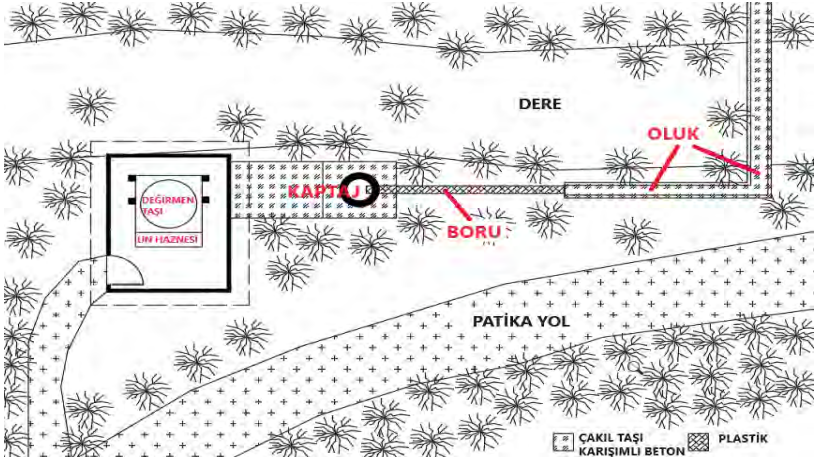 DERE
OLUK
KAPTAJ
DEĞİRMEN
TAŞI
UN HAZNESİ
BORU
PATİKA YOL
ÇAKIL TAŞI
KARIŞIMLI BETON
PLASTİK